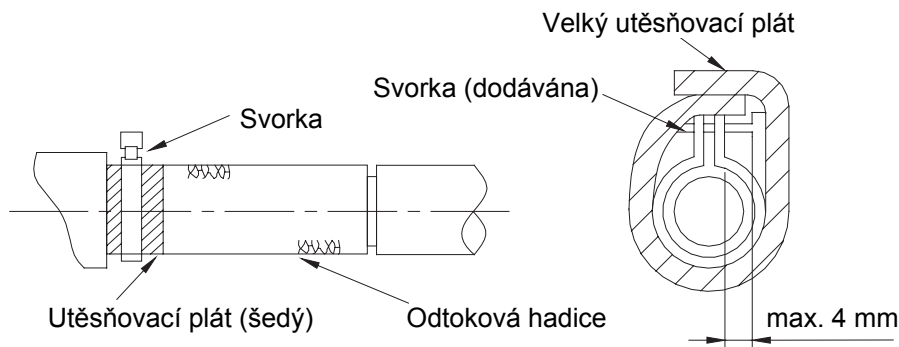 Velký utěsňovací plát
Svorka (dodávána)
Svorka
Utěsňovací plát (šedý)
Odtoková hadice
max. 4 mm